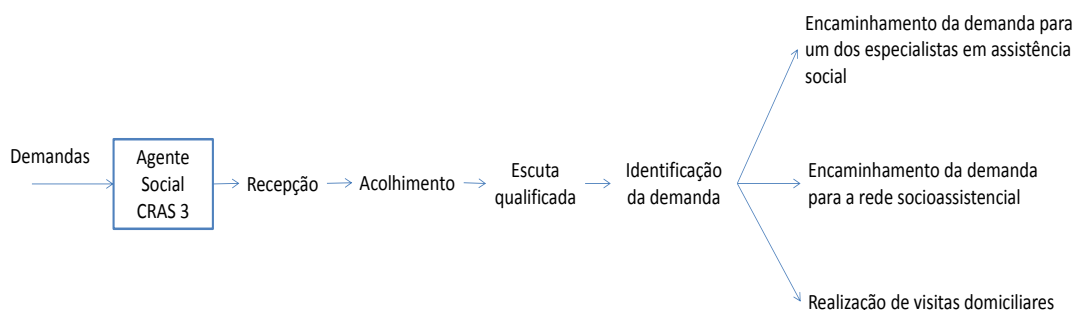 Demandas
Agente
Social
CRAS 3
Recepção
Acolhimento
Escuta
qualificada
Identificação
da demanda
Encaminhamento da demanda para
um dos especialistas em assistência
social
Encaminhamento da demanda
para a rede socioassistencial
Realização de visitas domiciliares